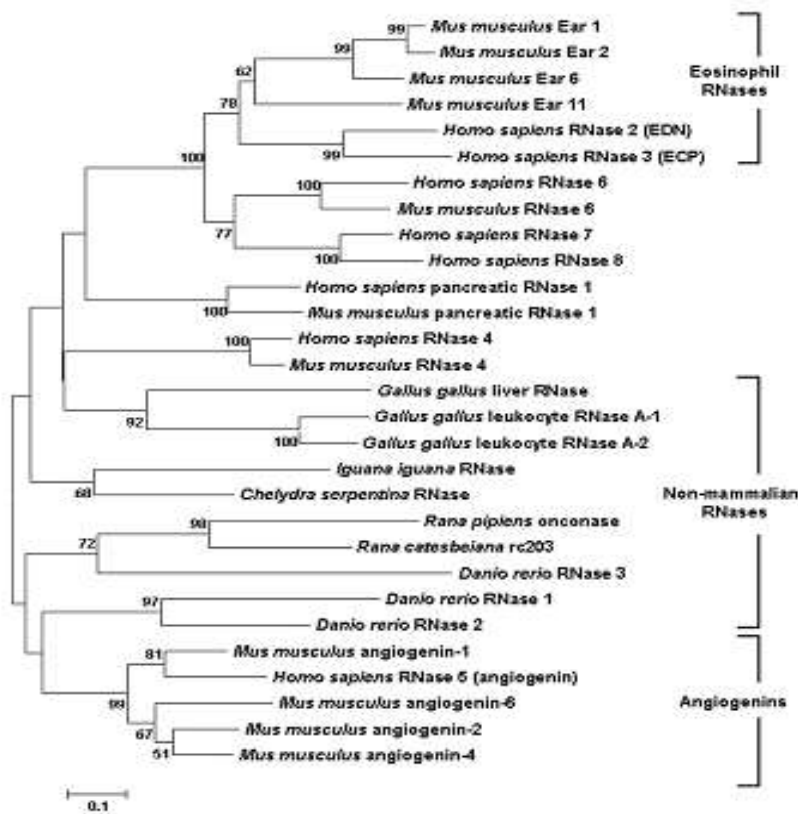 99 Mus musculus Ear 1
99 Mus musculus Ear 2
62 Mus musculus Ear 6
Eosinophil
RNases
78 Mus musculus Ear 11
Homo sapiens RNase 2 (EDN)
100 99 Homo sapiens RNase 3 (ECP)
100 Homo sapiens RNase 6
Mus musculus RNase 6
77 Homo sapiens RNase 7
100 Homo sapiens RNase 8
Homo sapiens pancreatic RNase 1
100 Mus musculus pancreatic RNase 1
100 Homo sapiens RNase 4
Mus musculus RNase 4
Gallus gallus liver RNase
92 Gallus gallus leukocyte RNase A-1
100 Gallus gallus leukocyte RNase A-2
Iguana iguana RNase
68 Chelydra serpentina RNase
Non-mammalian
RNases
98 Rana pipiens onconase
72 Rana catesbeiana rc203
Danio rerio RNase 3
97 Danio rerio RNase 1
Danio rerio RNase 2
81 Mus musculus angiogenin-1
Homo sapiens RNase 5 (angiogenin)
99 Mus musculus angiogenin-6
Angiogenins
67 Mus musculus angiogenin-2
51 Mus musculus angiogenin-4
0.1